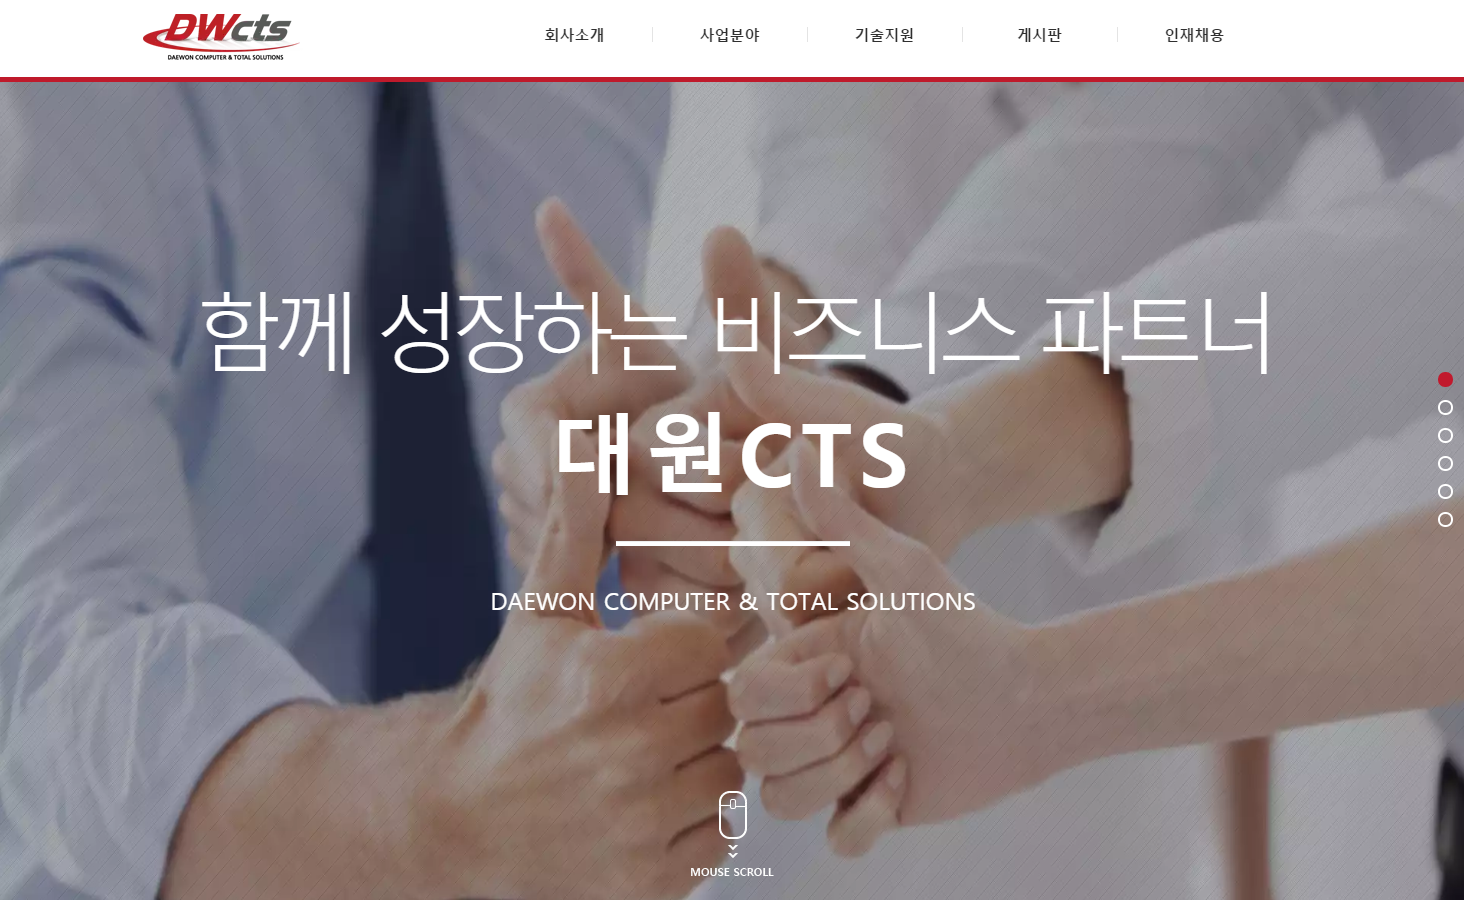 DWcts
DAEWON COMPUTER & TOTAL SOLUTIONS
회사소개
사업분야
기술지원
게시판
인재채용
함께 성장하는 비즈니스 파트너
대원CTS
DAEWON COMPUTER & TOTAL SOLUTIONS
MOUSE SCROLL